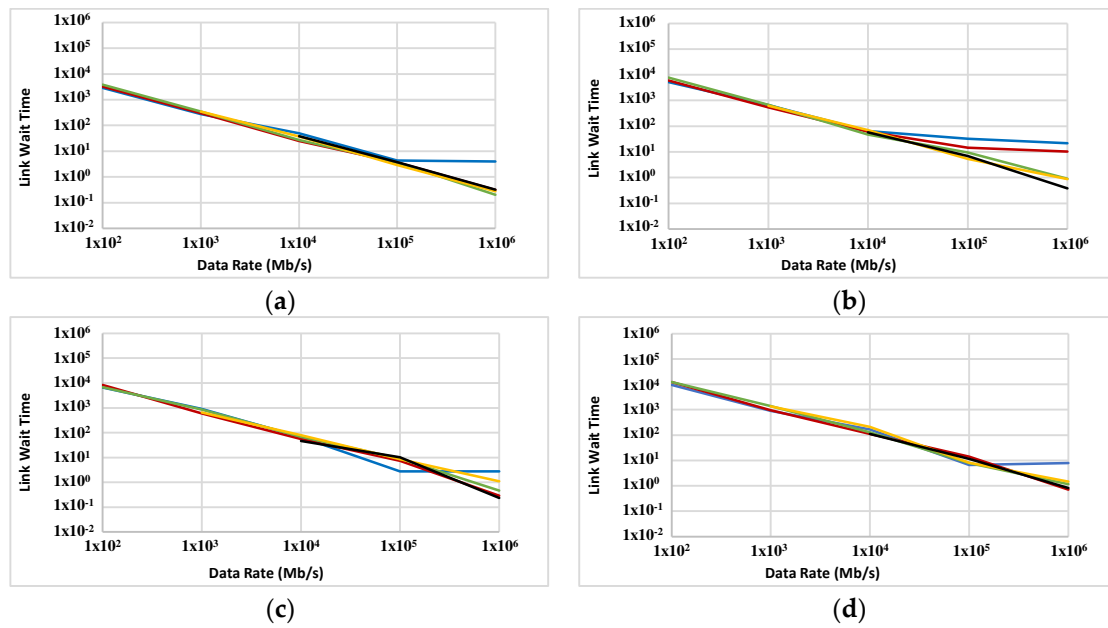 1x10⁶
1x10⁵
1x10⁴
1x10³
1x10²
1x10¹
1x10⁰
1x10⁻¹
1x10⁻²
Link Wait Time
1x10² 1x10³ 1x10⁴ 1x10⁵ 1x10⁶
Data Rate (Mb/s)
(a)
1x10⁶
1x10⁵
1x10⁴
1x10³
1x10²
1x10¹
1x10⁰
1x10⁻¹
1x10⁻²
Link Wait Time
1x10² 1x10³ 1x10⁴ 1x10⁵ 1x10⁶
Data Rate (Mb/s)
(b)
1x10⁶
1x10⁵
1x10⁴
1x10³
1x10²
1x10¹
1x10⁰
1x10⁻¹
1x10⁻²
Link Wait Time
1x10² 1x10³ 1x10⁴ 1x10⁵ 1x10⁶
Data Rate (Mb/s)
(c)
1x10⁶
1x10⁵
1x10⁴
1x10³
1x10²
1x10¹
1x10⁰
1x10⁻¹
1x10⁻²
Link Wait Time
1x10² 1x10³ 1x10⁴ 1x10⁵ 1x10⁶
Data Rate (Mb/s)
(d)